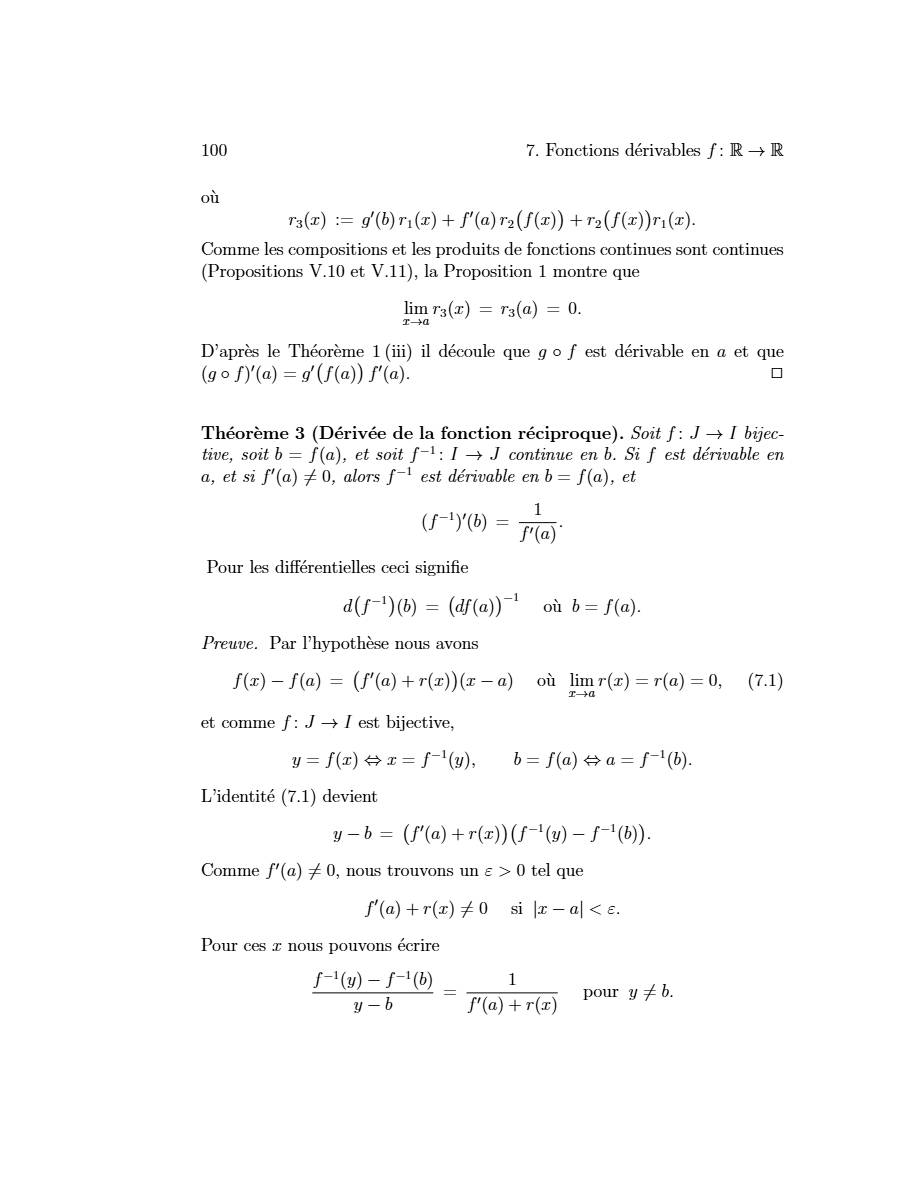 100 7. Fonctions dérivables f : ℝ → ℝ
où
r₃(x) := g′(b) r₁(x) + f′(a) r₂(f(x)) + r₂(f(x))r₁(x).
Comme les compositions et les produits de fonctions continues sont continues
(Propositions V.10 et V.11), la Proposition 1 montre que
lim_{x→a} r₃(x) = r₃(a) = 0.
D'après le Théorème 1 (iii) il découle que g ∘ f est dérivable en a et que
(g ∘ f)′(a) = g′(f(a)) f′(a). □
Théorème 3 (Dérivée de la fonction réciproque). Soit f : J → I bijec-
tive, soit b = f(a), et soit f⁻¹ : I → J continue en b. Si f est dérivable en
a, et si f′(a) ≠ 0, alors f⁻¹ est dérivable en b = f(a), et
(f⁻¹)′(b) = 1/f′(a).
Pour les différentielles ceci signifie
d(f⁻¹)(b) = (df(a))⁻¹ où b = f(a).
Preuve. Par l'hypothèse nous avons
f(x) − f(a) = (f′(a) + r(x))(x − a) où lim_{x→a} r(x) = r(a) = 0, (7.1)
et comme f : J → I est bijective,
y = f(x) ⇔ x = f⁻¹(y), b = f(a) ⇔ a = f⁻¹(b).
L'identité (7.1) devient
y − b = (f′(a) + r(x))(f⁻¹(y) − f⁻¹(b)).
Comme f′(a) ≠ 0, nous trouvons un ε > 0 tel que
f′(a) + r(x) ≠ 0 si |x − a| < ε.
Pour ces x nous pouvons écrire
(f⁻¹(y) − f⁻¹(b))/(y − b) = 1/(f′(a) + r(x)) pour y ≠ b.